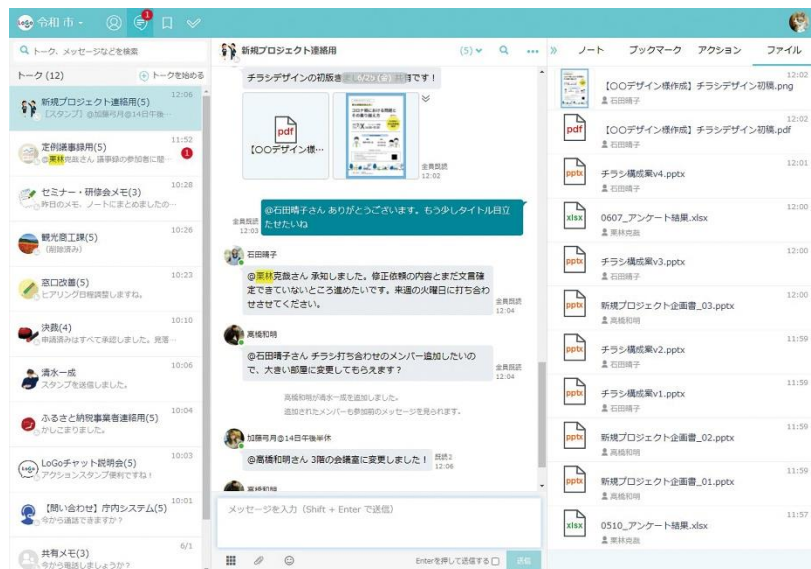 LoGo 令和 市
1
トーク、メッセージなどを検索
トーク (12)
トークを始める
新規プロジェクト連絡用(5)
12:06
[スタンプ] @加藤弓月@14日午後…
定例議事録用(5)
11:52
@栗林克哉さん 議事録の参加者に間…
1
セミナー・研修会メモ(3)
10:28
昨日のメモ、ノートにまとめましたの…
観光商工課(5)
10:26
(削除済み)
窓口改善(5)
10:23
ヒアリング日程調整しますね。
決裁(4)
10:10
申請済みはすべて承認しました。見落…
清水一成
10:06
スタンプを送信しました。
ふるさと納税事業者連絡用(5)
10:04
かしこまりました。
LoGoチャット説明会(5)
10:03
アクションスタンプ便利ですね!
【問い合わせ】庁内システム(5)
10:01
今から通話できますか?
共有メモ(3)
6/1
今から電話しましょうか?
新規プロジェクト連絡用
(5)
チラシデザインの初版き
です!
pdf
【〇〇デザイン様…
全員既読
12:02
@石田晴子さん ありがとうございます。もう少しタイトル目立
たせたいね
全員既読
12:03
石田晴子
@栗林克哉さん 承知しました。修正依頼の内容とまだ文言確
定できていないところ進めたいです。来週の火曜日に打ち合わ
せさせてください。
全員既読
12:04
高橋和明
@石田晴子さん チラシ打ち合わせのメンバー追加したいの
で、大きい部屋に変更してもらえます?
全員既読
12:04
高橋和明が清水一成を追加しました。
追加されたメンバーも参加前のメッセージを見られます。
加藤弓月@14日午後半休
@高橋和明さん 3階の会議室に変更しました!
既読2
12:06
高橋和明
メッセージを入力 (Shift + Enter で送信)
Enterを押して送信する
送信
ノート
ブックマーク
アクション
ファイル
12:02
【〇〇デザイン様作成】チラシデザイン初稿.png
石田晴子
12:02
pdf
【〇〇デザイン様作成】チラシデザイン初稿.pdf
石田晴子
12:01
pptx
チラシ構成案v4.pptx
石田晴子
12:00
xlsx
0607_アンケート結果.xlsx
栗林克哉
12:00
pptx
チラシ構成案v3.pptx
石田晴子
12:00
pptx
新規プロジェクト企画書_03.pptx
高橋和明
11:59
pptx
チラシ構成案v2.pptx
石田晴子
11:59
pptx
チラシ構成案v1.pptx
石田晴子
11:59
pptx
新規プロジェクト企画書_02.pptx
高橋和明
11:59
pptx
新規プロジェクト企画書_01.pptx
高橋和明
11:57
xlsx
0510_アンケート結果.xlsx
栗林克哉